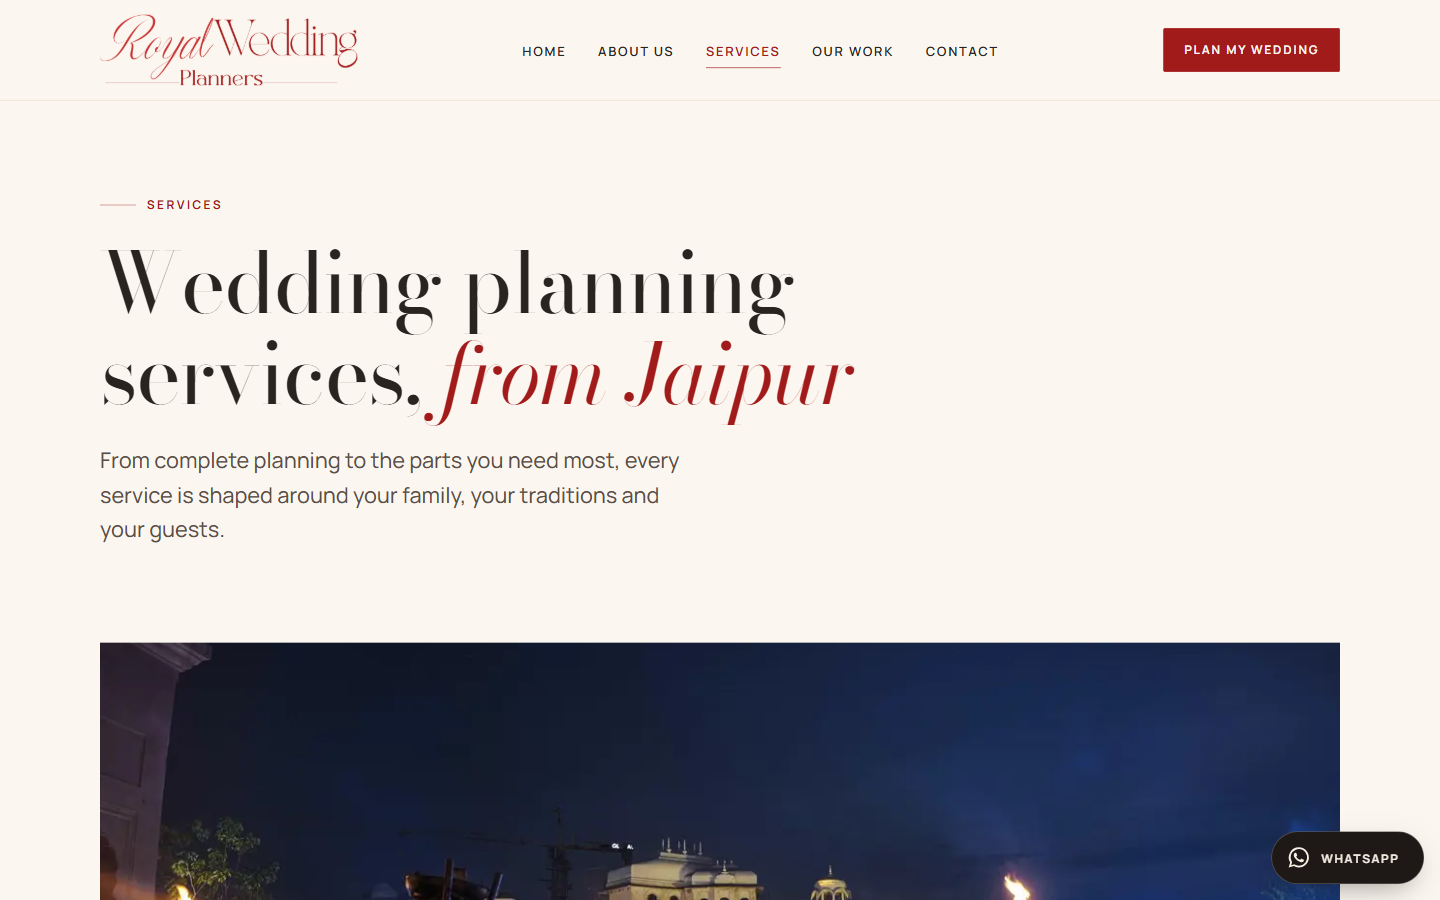 Royal Wedding
Planners
HOME ABOUT US SERVICES OUR WORK CONTACT
PLAN MY WEDDING
SERVICES
Wedding planning
services, from Jaipur
From complete planning to the parts you need most, every
service is shaped around your family, your traditions and
your guests.
WHATSAPP